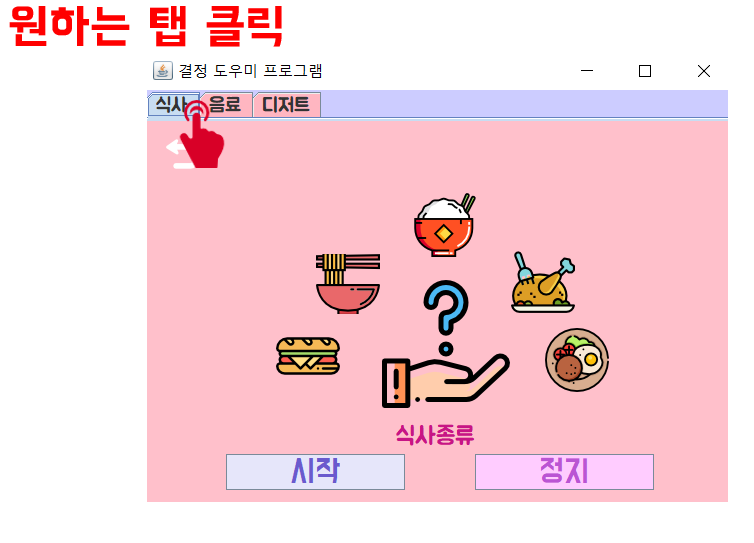 원하는 탭 클릭
결정 도우미 프로그램
식사 음료 디저트
식사종류
시작 정지